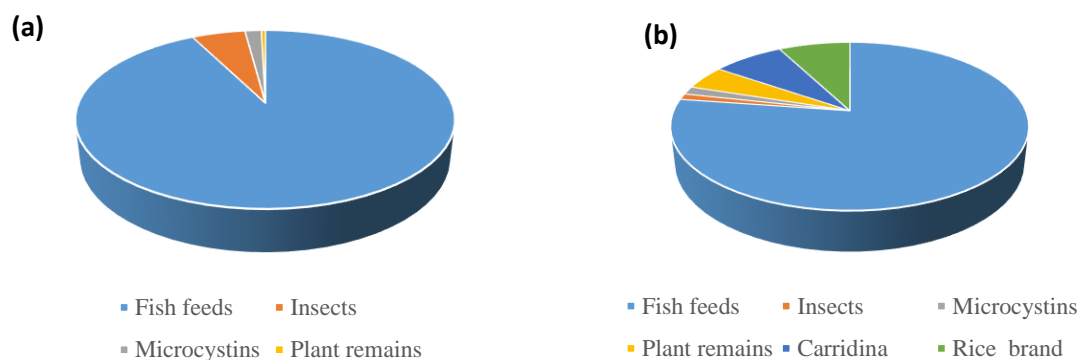 (a)
Fish feeds Insects
Microcystins Plant remains
(b)
Fish feeds Insects Microcystins
Plant remains Carridina Rice brand